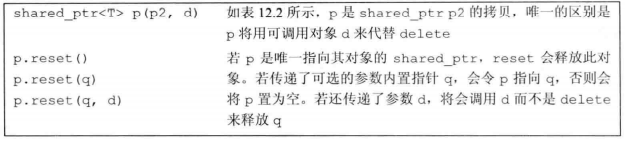 shared_ptr<T> p(p2, d) 如表 12.2 所示，p 是 shared_ptr p2 的拷贝，唯一的区别是
p 将用可调用对象 d 来代替 delete
p.reset() 若 p 是唯一指向其对象的 shared_ptr，reset 会释放此对
p.reset(q) 象。若传递了可选的参数内置指针 q，会令 p 指向 q，否则会
p.reset(q, d) 将 p 置为空。若还传递了参数 d，将会调用 d 而不是 delete
来释放 q